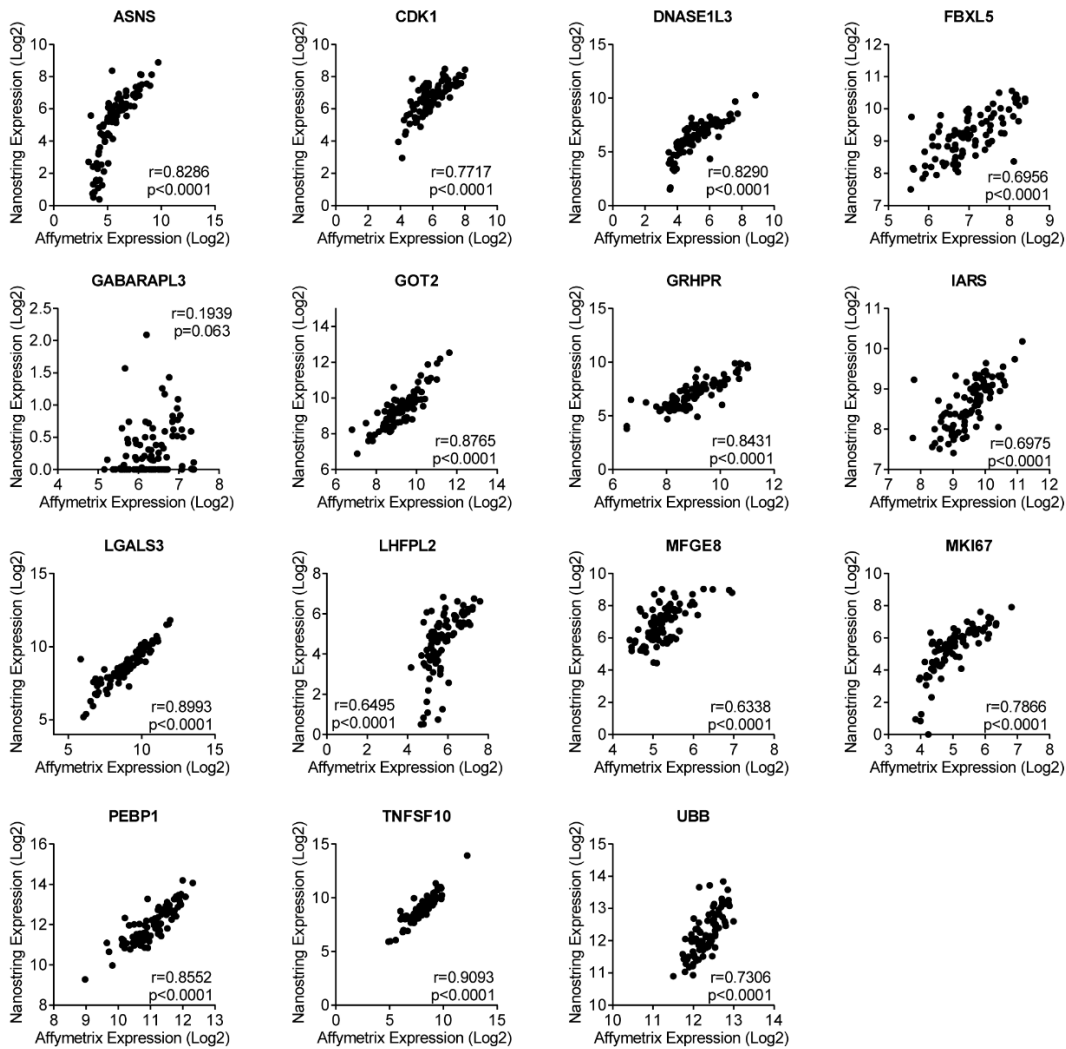 ASNS
Nanostring Expression (Log2)
10
8
6
4
2
0
0
5
10
15
r=0.8286
p<0.0001
Affymetrix Expression (Log2)
CDK1
Nanostring Expression (Log2)
10
8
6
4
2
0
0
2
4
6
8
10
r=0.7717
p<0.0001
Affymetrix Expression (Log2)
DNASE1L3
Nanostring Expression (Log2)
15
10
5
0
0
2
4
6
8
10
r=0.8290
p<0.0001
Affymetrix Expression (Log2)
FBXL5
Nanostring Expression (Log2)
12
11
10
9
8
7
5
6
7
8
9
r=0.6956
p<0.0001
Affymetrix Expression (Log2)
GABARAPL3
Nanostring Expression (Log2)
2.5
2.0
1.5
1.0
0.5
0.0
4
5
6
7
8
r=0.1939
p=0.063
Affymetrix Expression (Log2)
GOT2
Nanostring Expression (Log2)
14
12
10
8
6
6
8
10
12
14
r=0.8765
p<0.0001
Affymetrix Expression (Log2)
GRHPR
Nanostring Expression (Log2)
15
10
5
0
6
8
10
12
r=0.8431
p<0.0001
Affymetrix Expression (Log2)
IARS
Nanostring Expression (Log2)
11
10
9
8
7
7
8
9
10
11
12
r=0.6975
p<0.0001
Affymetrix Expression (Log2)
LGALS3
Nanostring Expression (Log2)
15
10
5
5
10
15
r=0.8993
p<0.0001
Affymetrix Expression (Log2)
LHFPL2
Nanostring Expression (Log2)
8
6
4
2
0
0
2
4
6
8
r=0.6495
p<0.0001
Affymetrix Expression (Log2)
MFGE8
Nanostring Expression (Log2)
10
8
6
4
2
0
4
5
6
7
8
r=0.6338
p<0.0001
Affymetrix Expression (Log2)
MKI67
Nanostring Expression (Log2)
10
8
6
4
2
0
3
4
5
6
7
8
r=0.7866
p<0.0001
Affymetrix Expression (Log2)
PEBP1
Nanostring Expression (Log2)
16
14
12
10
8
8
9
10
11
12
13
r=0.8552
p<0.0001
Affymetrix Expression (Log2)
TNFSF10
Nanostring Expression (Log2)
15
10
5
0
0
5
10
15
r=0.9093
p<0.0001
Affymetrix Expression (Log2)
UBB
Nanostring Expression (Log2)
15
14
13
12
11
10
10
11
12
13
14
r=0.7306
p<0.0001
Affymetrix Expression (Log2)